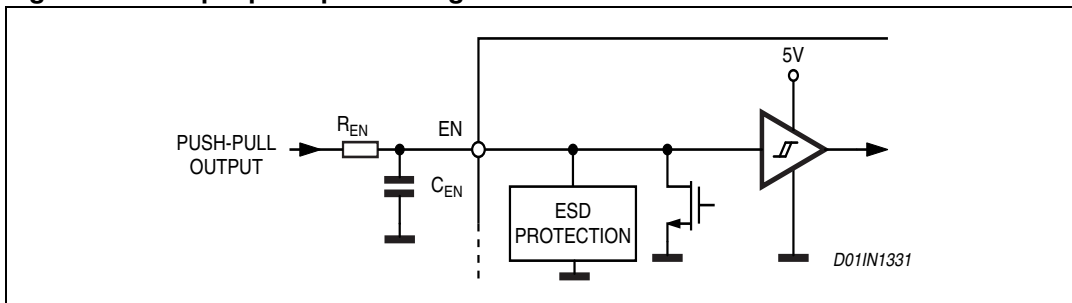 5V
R_EN
EN
PUSH-PULL
OUTPUT
C_EN
ESD
PROTECTION
D01IN1331